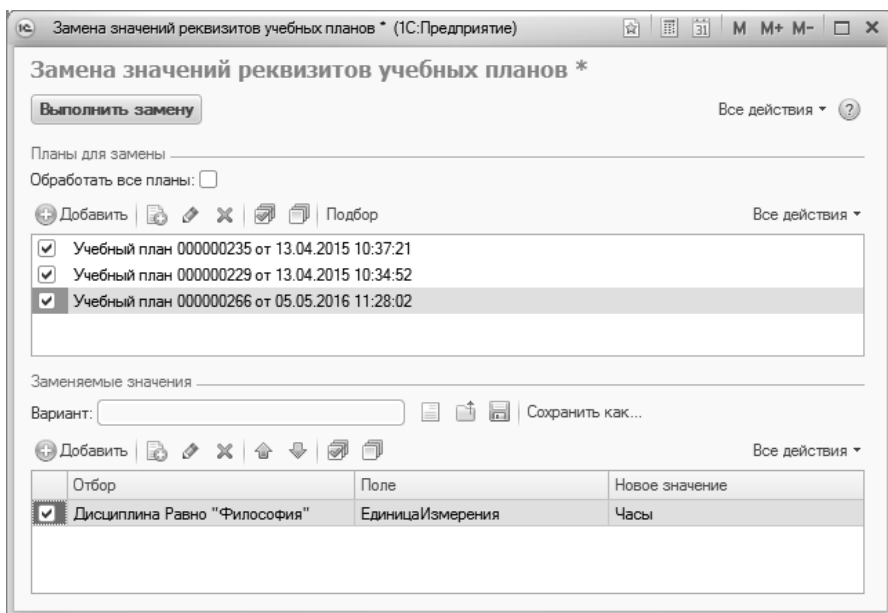 Замена значений реквизитов учебных планов * (1С:Предприятие) 31 M M+ M-
Замена значений реквизитов учебных планов *
Выполнить замену Все действия
Планы для замены
Обработать все планы:
Добавить Подбор Все действия
Учебный план 000000235 от 13.04.2015 10:37:21
Учебный план 000000229 от 13.04.2015 10:34:52
Учебный план 000000266 от 05.05.2016 11:28:02
Заменяемые значения
Вариант: Сохранить как...
Добавить Все действия
Отбор Поле Новое значение
Дисциплина Равно "Философия" ЕдиницаИзмерения Часы